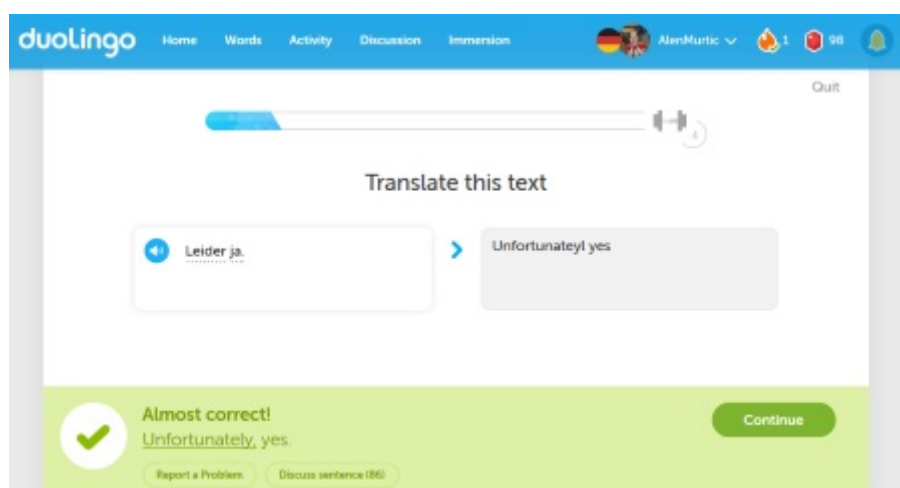 duolingo Home Words Activity Discussion Immersion AlenMurtic 1 98
Quit
4
Translate this text
Leider ja.
Unfortunateyl yes
Almost correct!
Unfortunately, yes.
Continue
Report a Problem Discuss sentence (86)